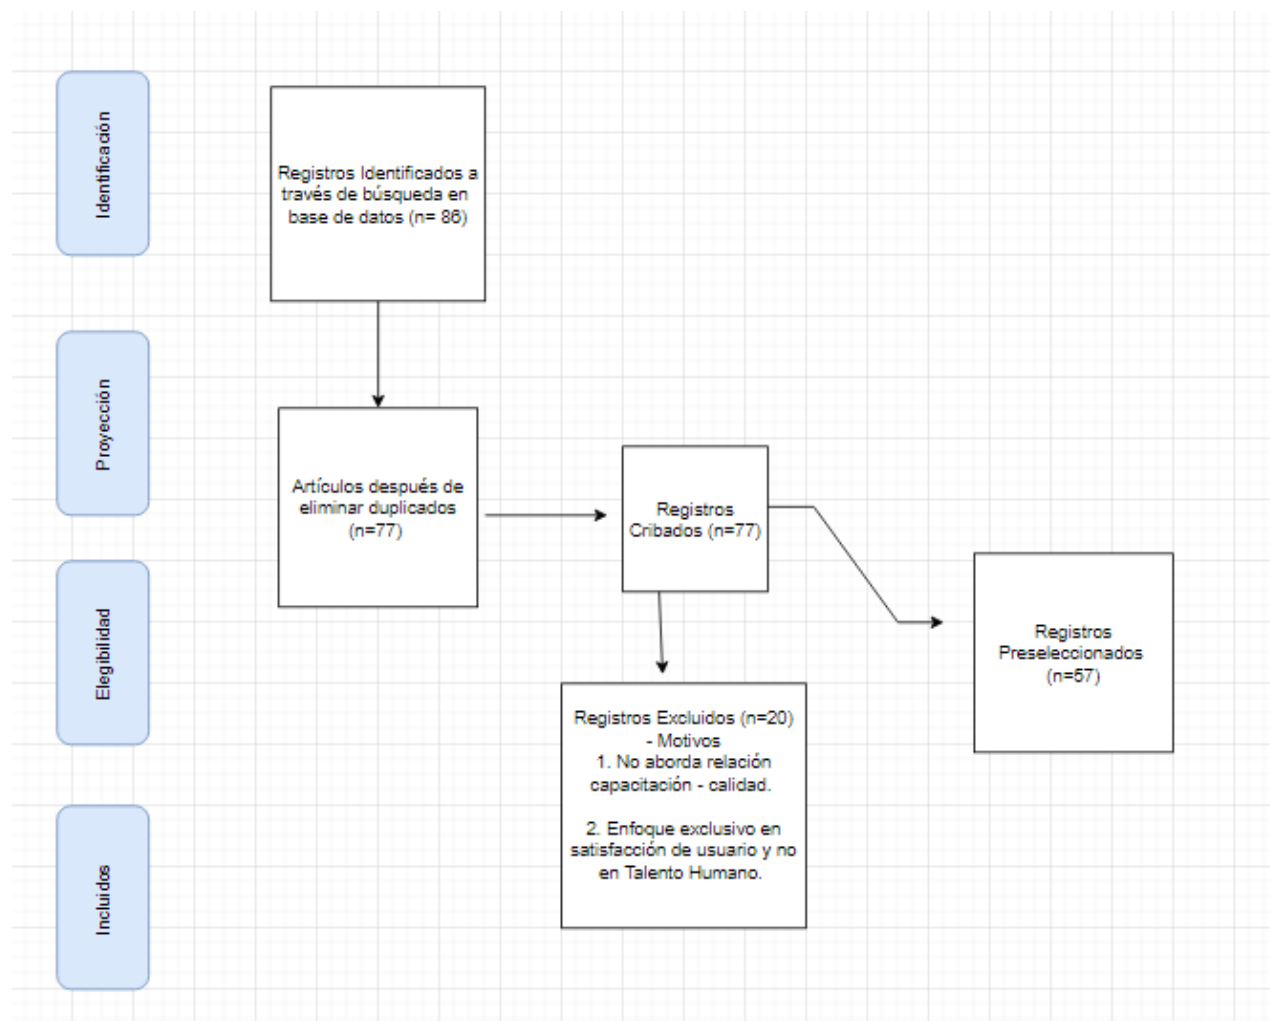 Identificación
Registros Identificados a
través de búsqueda en
base de datos (n= 86)
Proyección
Artículos después de
eliminar duplicados
(n=77)
Registros
Cribados (n=77)
Elegibilidad
Registros
Preseleccionados
(n=57)
Registros Excluidos (n=20)
- Motivos
1. No aborda relación
capacitación - calidad.
2. Enfoque exclusivo en
satisfacción de usuario y no
en Talento Humano.
Incluidos